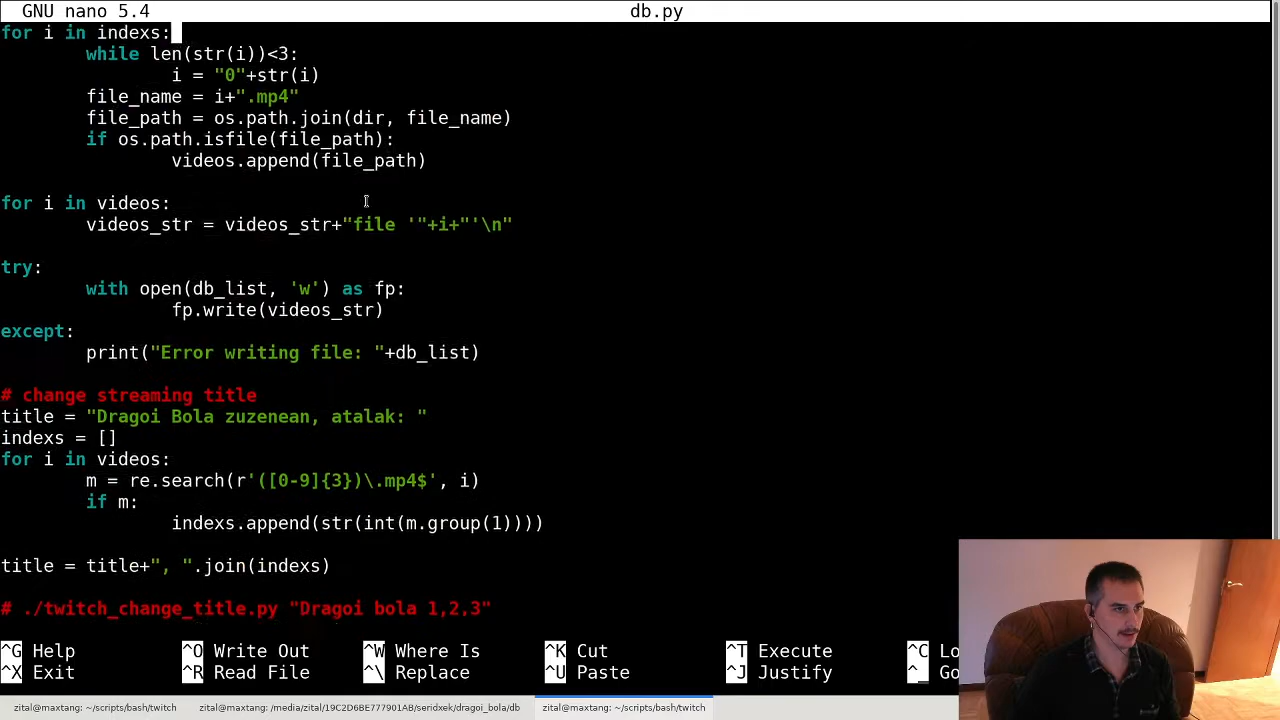 GNU nano 5.4 db.py
for i in indexs:
while len(str(i))<3:
i = "0"+str(i)
file_name = i+".mp4"
file_path = os.path.join(dir, file_name)
if os.path.isfile(file_path):
videos.append(file_path)
for i in videos:
videos_str = videos_str+"file '"+i+"'\n"
try:
with open(db_list, 'w') as fp:
fp.write(videos_str)
except:
print("Error writing file: "+db_list)
# change streaming title
title = "Dragoi Bola zuzenean, atalak: "
indexs = []
for i in videos:
m = re.search(r'([0-9]{3})\.mp4$', i)
if m:
indexs.append(str(int(m.group(1))))
title = title+", ".join(indexs)
# ./twitch_change_title.py "Dragoi bola 1,2,3"
^G Help ^O Write Out ^W Where Is ^K Cut ^T Execute ^C Lo
^X Exit ^R Read File ^\ Replace ^U Paste ^J Justify ^_ Go
zital@maxtang: ~/scripts/bash/twitch zital@maxtang: /media/zital/19C2D6BE777901AB/seridxek/dragoi_bola/db zital@maxtang: ~/scripts/bash/twitch